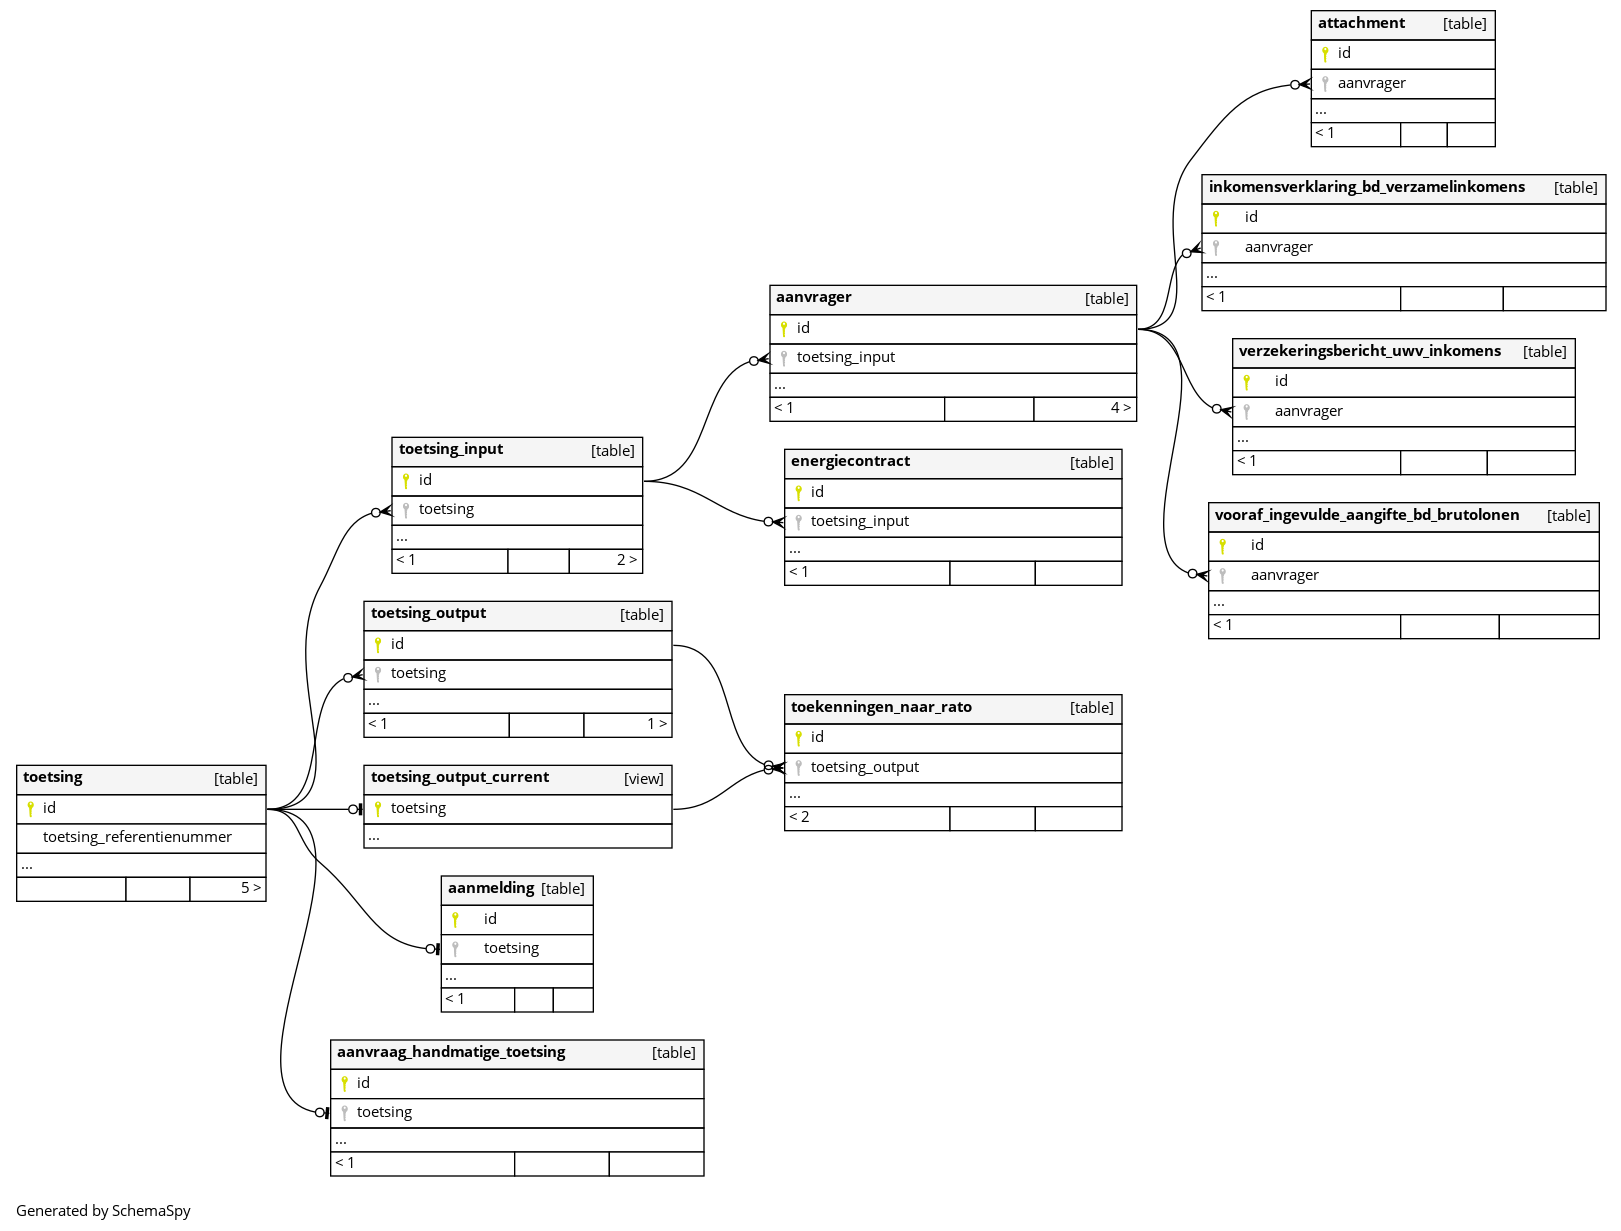 attachment [table]
id
aanvrager
...
< 1
inkomensverklaring_bd_verzamelinkomens [table]
id
aanvrager
...
< 1
aanvrager [table]
id
toetsing_input
...
< 1 4 >
verzekeringsbericht_uwv_inkomens [table]
id
aanvrager
...
< 1
toetsing_input [table]
id
toetsing
...
< 1 2 >
energiecontract [table]
id
toetsing_input
...
< 1
vooraf_ingevulde_aangifte_bd_brutolonen [table]
id
aanvrager
...
< 1
toetsing_output [table]
id
toetsing
...
< 1 1 >
toekenningen_naar_rato [table]
id
toetsing_output
...
< 2
toetsing [table]
id
toetsing_referentienummer
...
5 >
toetsing_output_current [view]
toetsing
...
aanmelding [table]
id
toetsing
...
< 1
aanvraag_handmatige_toetsing [table]
id
toetsing
...
< 1
Generated by SchemaSpy